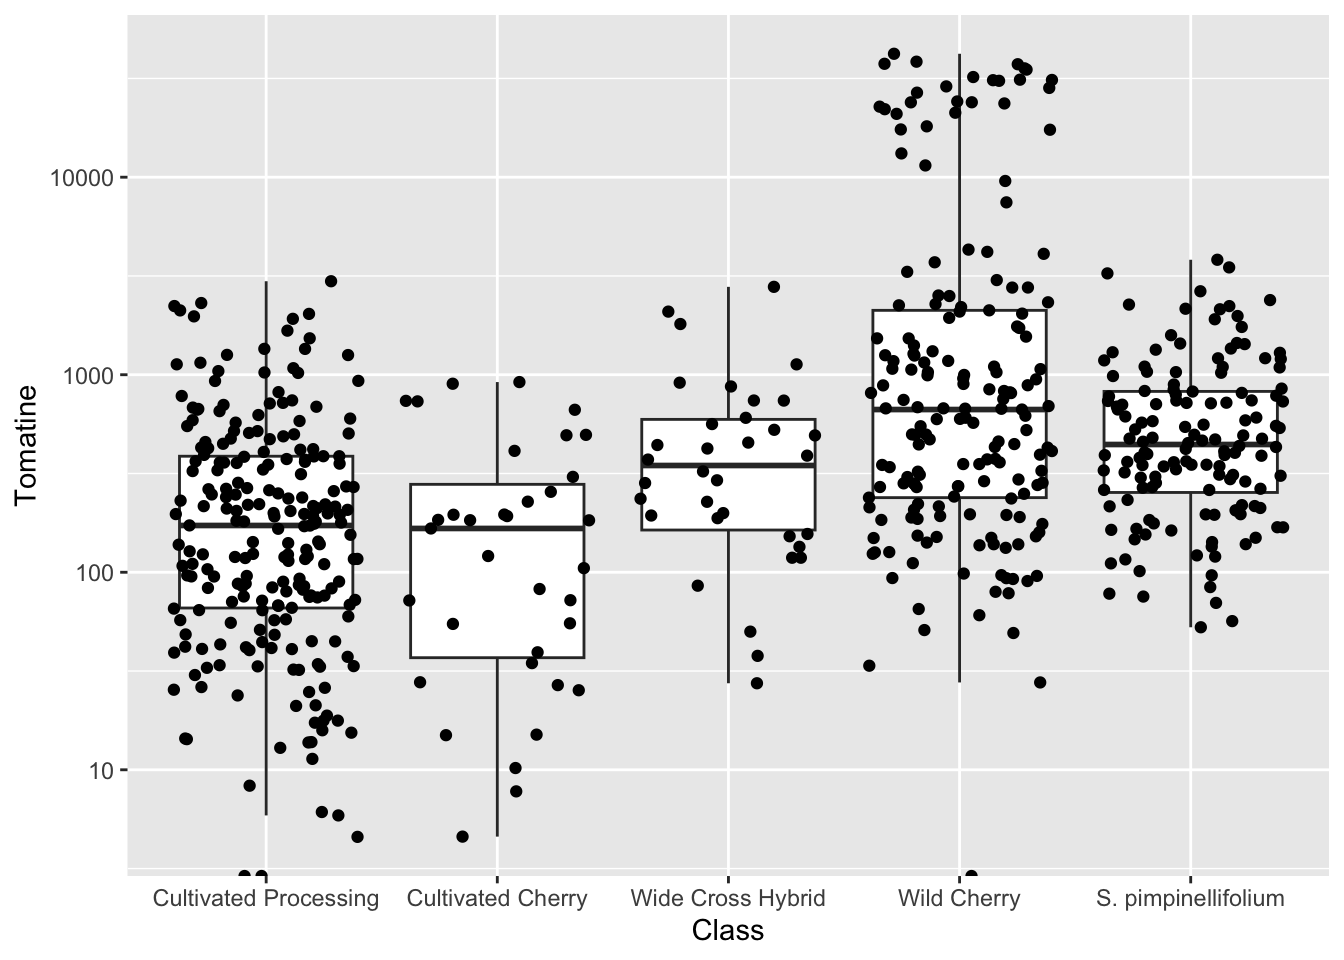 Tomatine
10000
1000
100
10
Cultivated Processing
Cultivated Cherry
Wide Cross Hybrid
Wild Cherry
S. pimpinellifolium
Class